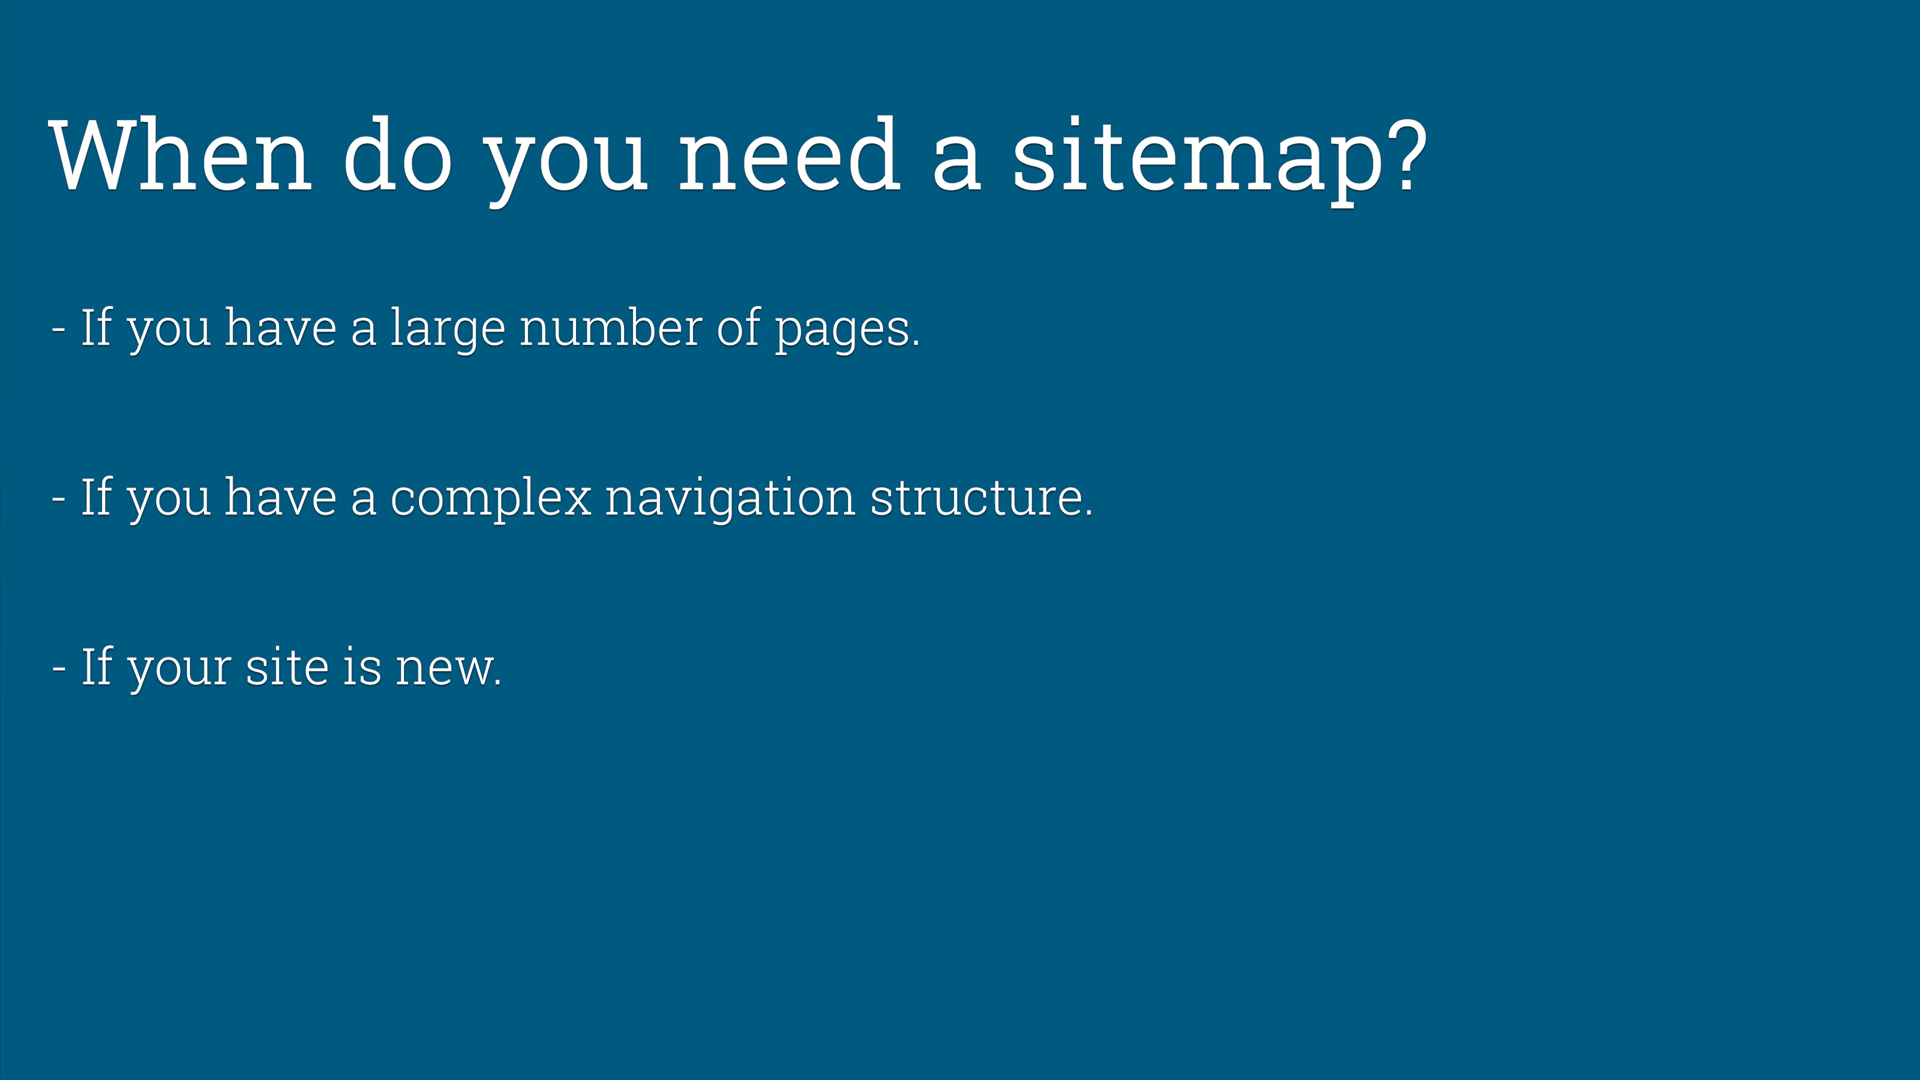 When do you need a sitemap?
- If you have a large number of pages.
- If you have a complex navigation structure.
- If your site is new.